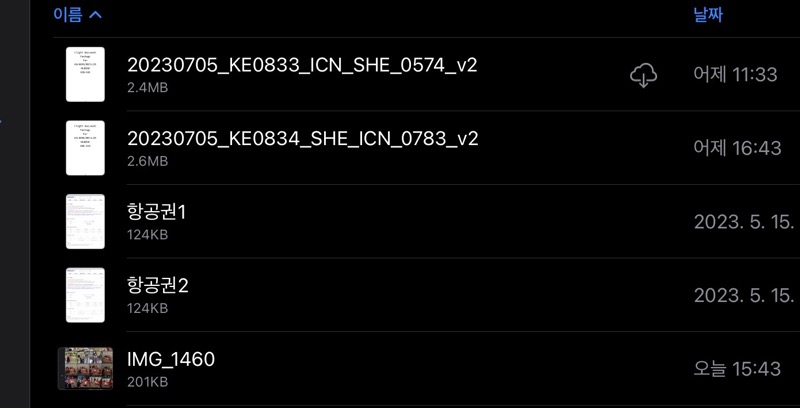 이름
날짜
20230705_KE0833_ICN_SHE_0574_v2
2.4MB
어제 11:33
20230705_KE0834_SHE_ICN_0783_v2
2.6MB
어제 16:43
항공권1
124KB
2023. 5. 15.
항공권2
124KB
2023. 5. 15.
IMG_1460
201KB
오늘 15:43